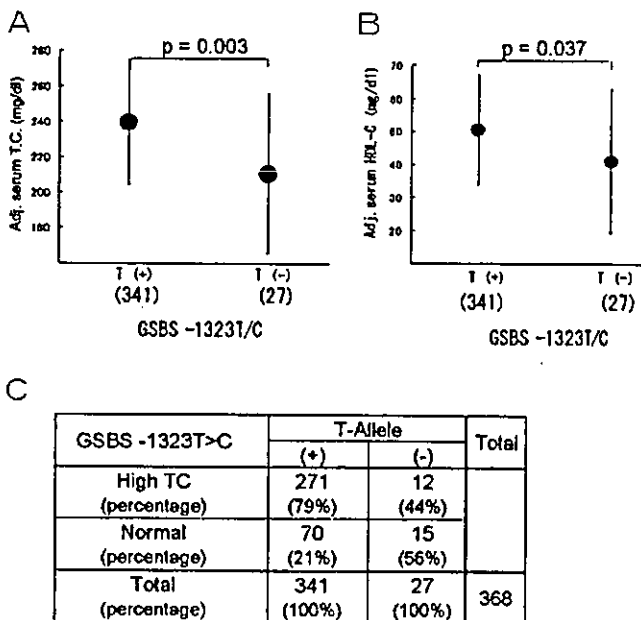 A
p = 0.003
Adj. serum T.C. (mg/dl)
260
240
220
200
160
T (+)
T (-)
(341)
(27)
GSBS -1323T/C
B
p = 0.037
Adj. serum HDL-C (mg/dl)
70
60
50
40
30
20
T (+)
T (-)
(341)
(27)
GSBS -1323T/C
C
GSBS -1323T>C
T-Allele
Total
(+)
(-)
High TC
271
12
(percentage)
(79%)
(44%)
Normal
70
15
(percentage)
(21%)
(56%)
Total
341
27
368
(percentage)
(100%)
(100%)